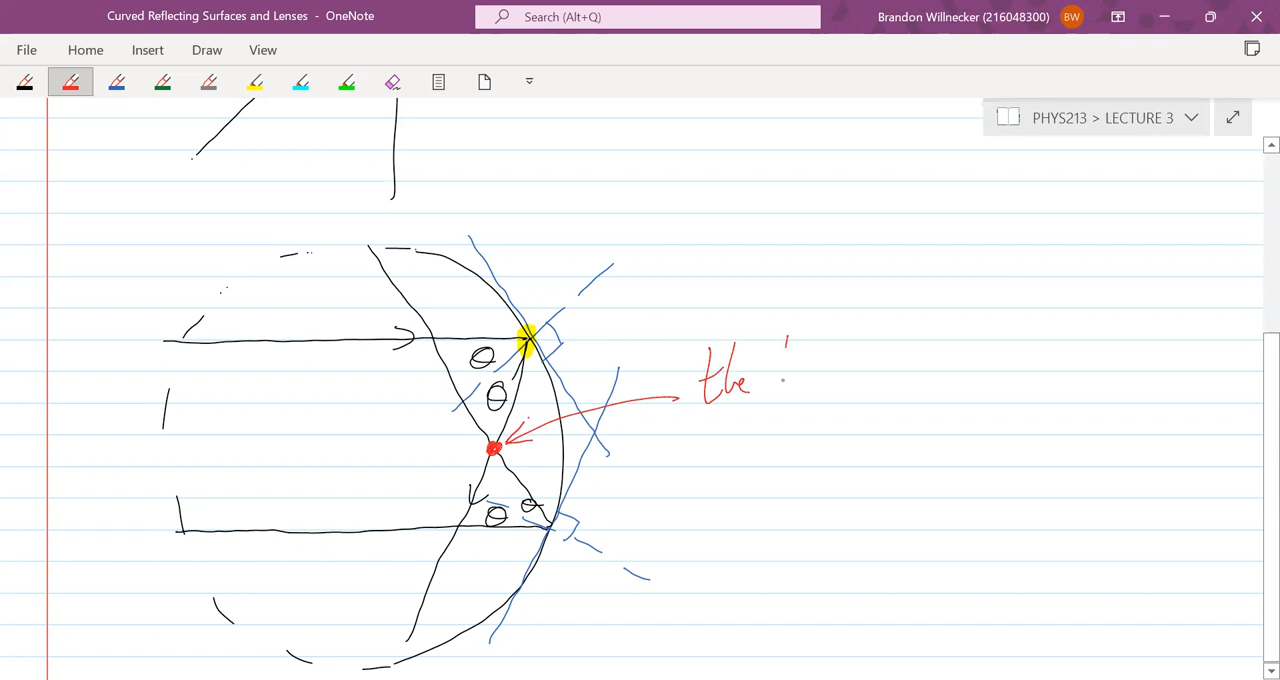 Curved Reflecting Surfaces and Lenses - OneNote
Search (Alt+Q)
Brandon Willnecker (216048300) BW
File Home Insert Draw View
PHYS213 > LECTURE 3
θ
θ
the
θ θ